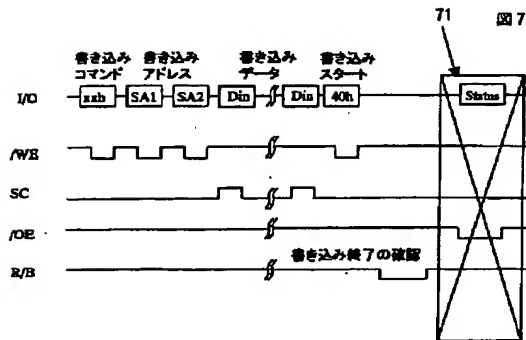 71 図7
書き込み 書き込み 書き込み 書き込み
コマンド アドレス データ スタート
I/O xxh SA1 SA2 Din Din 40h Status
/WE
SC
/OE
書き込み終了の確認
R/B